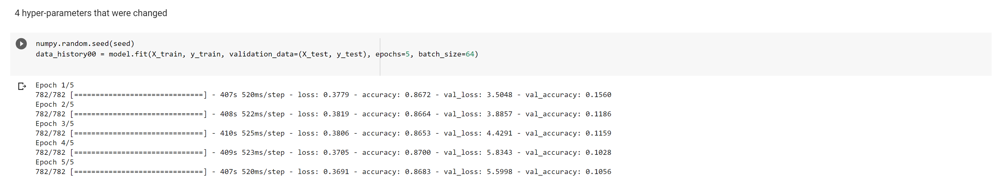 4 hyper-parameters that were changed
numpy.random.seed(seed)
data_history00 = model.fit(X_train, y_train, validation_data=(X_test, y_test), epochs=5, batch_size=64)
Epoch 1/5
782/782 [==============================] - 407s 520ms/step - loss: 0.3779 - accuracy: 0.8672 - val_loss: 3.5048 - val_accuracy: 0.1560
Epoch 2/5
782/782 [==============================] - 408s 522ms/step - loss: 0.3819 - accuracy: 0.8664 - val_loss: 3.8857 - val_accuracy: 0.1186
Epoch 3/5
782/782 [==============================] - 410s 525ms/step - loss: 0.3806 - accuracy: 0.8653 - val_loss: 4.4291 - val_accuracy: 0.1159
Epoch 4/5
782/782 [==============================] - 409s 523ms/step - loss: 0.3705 - accuracy: 0.8700 - val_loss: 5.8343 - val_accuracy: 0.1028
Epoch 5/5
782/782 [==============================] - 407s 520ms/step - loss: 0.3691 - accuracy: 0.8683 - val_loss: 5.5998 - val_accuracy: 0.1056